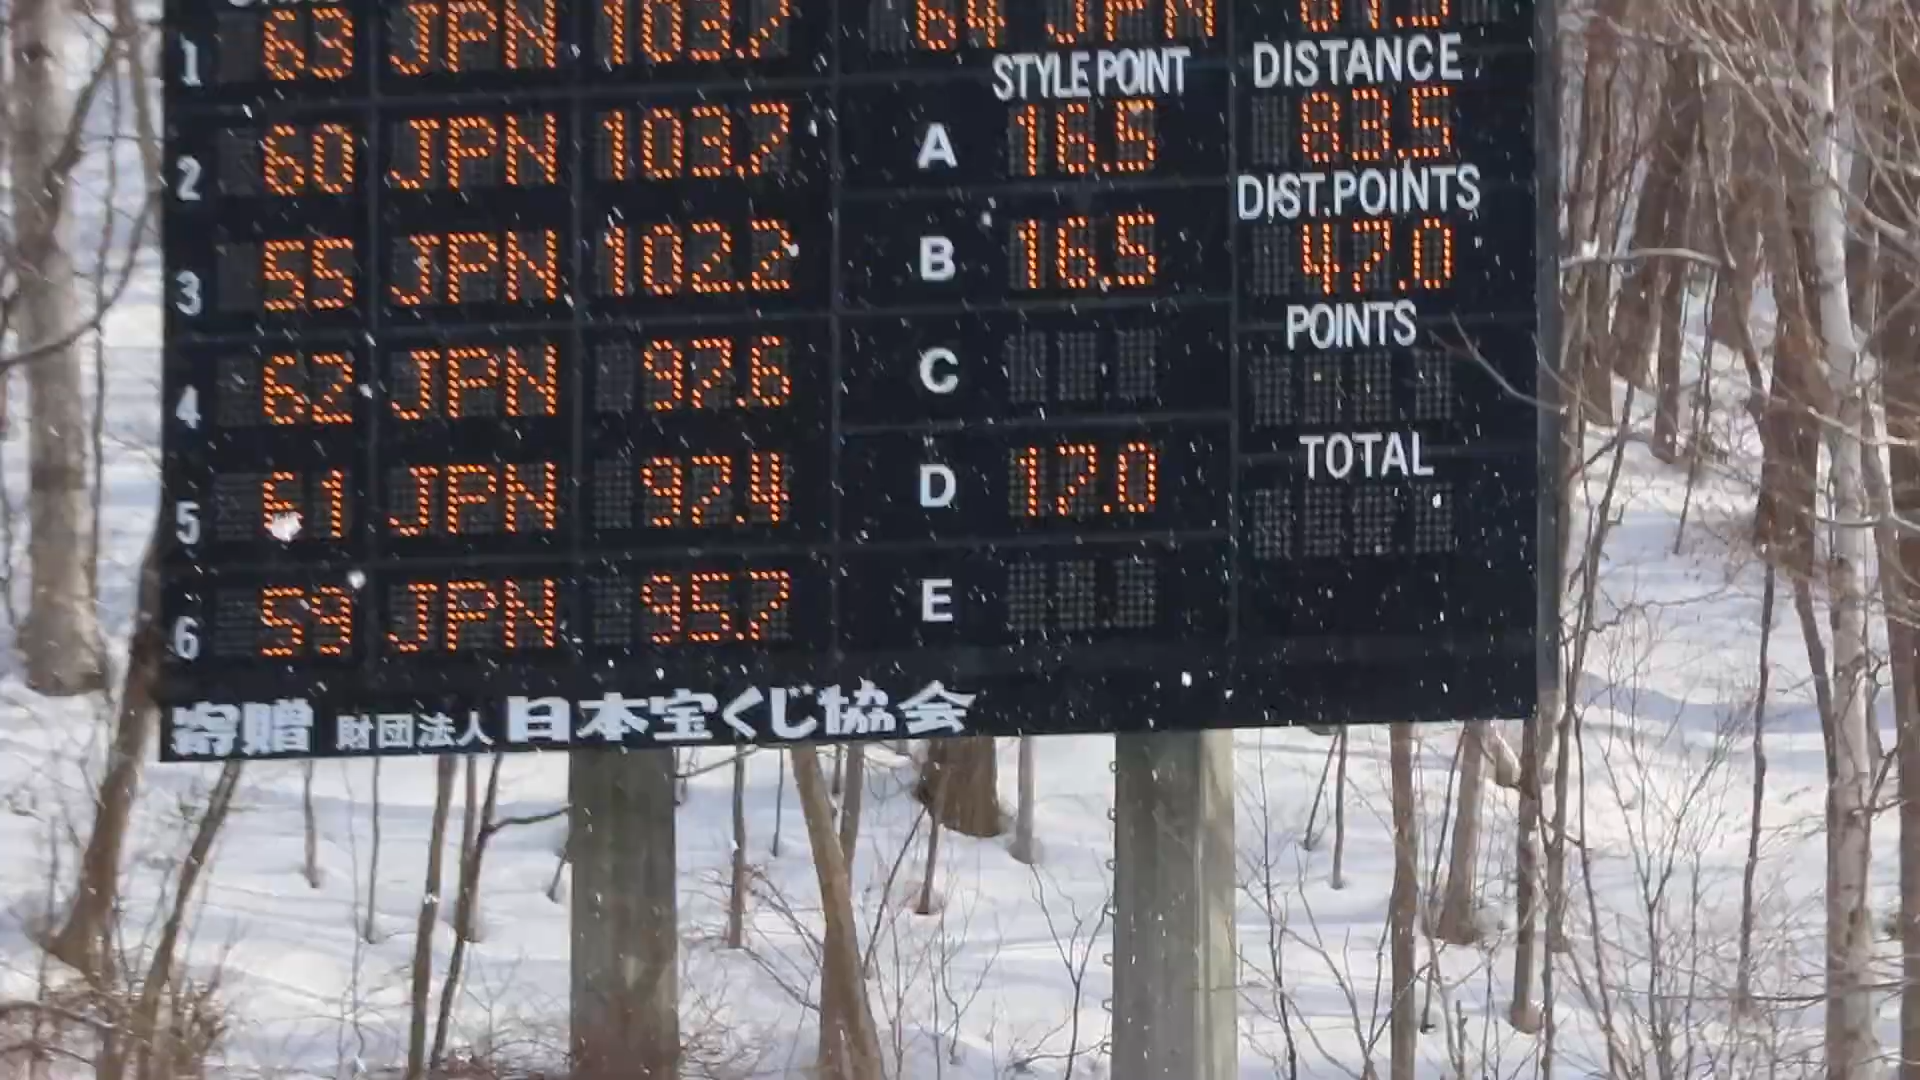 1 63 JPN 103.7
2 60 JPN 103.7
3 55 JPN 102.2
4 62 JPN 97.6
5 61 JPN 97.4
6 59 JPN 95.7
64 JPN
STYLE POINT
A 16.5
B 16.5
C
D 17.0
E
DISTANCE
83.5
DIST.POINTS
47.0
POINTS
TOTAL
寄贈 財団法人 日本宝くじ協会